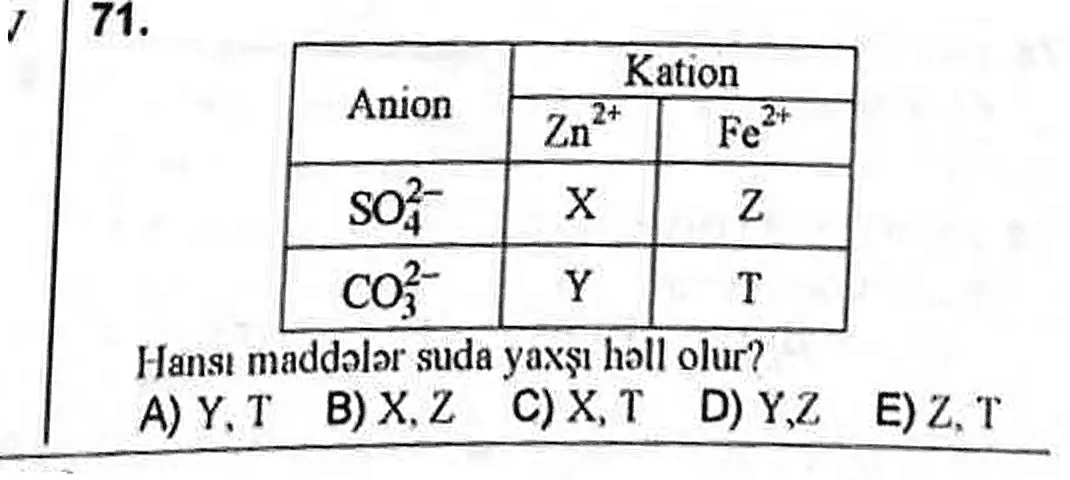 71.
Anion Kation
Zn²⁺ Fe²⁺
SO₄²⁻ X Z
CO₃²⁻ Y T
Hansı maddələr suda yaxşı həll olur?
A) Y, T B) X, Z C) X, T D) Y,Z E) Z, T